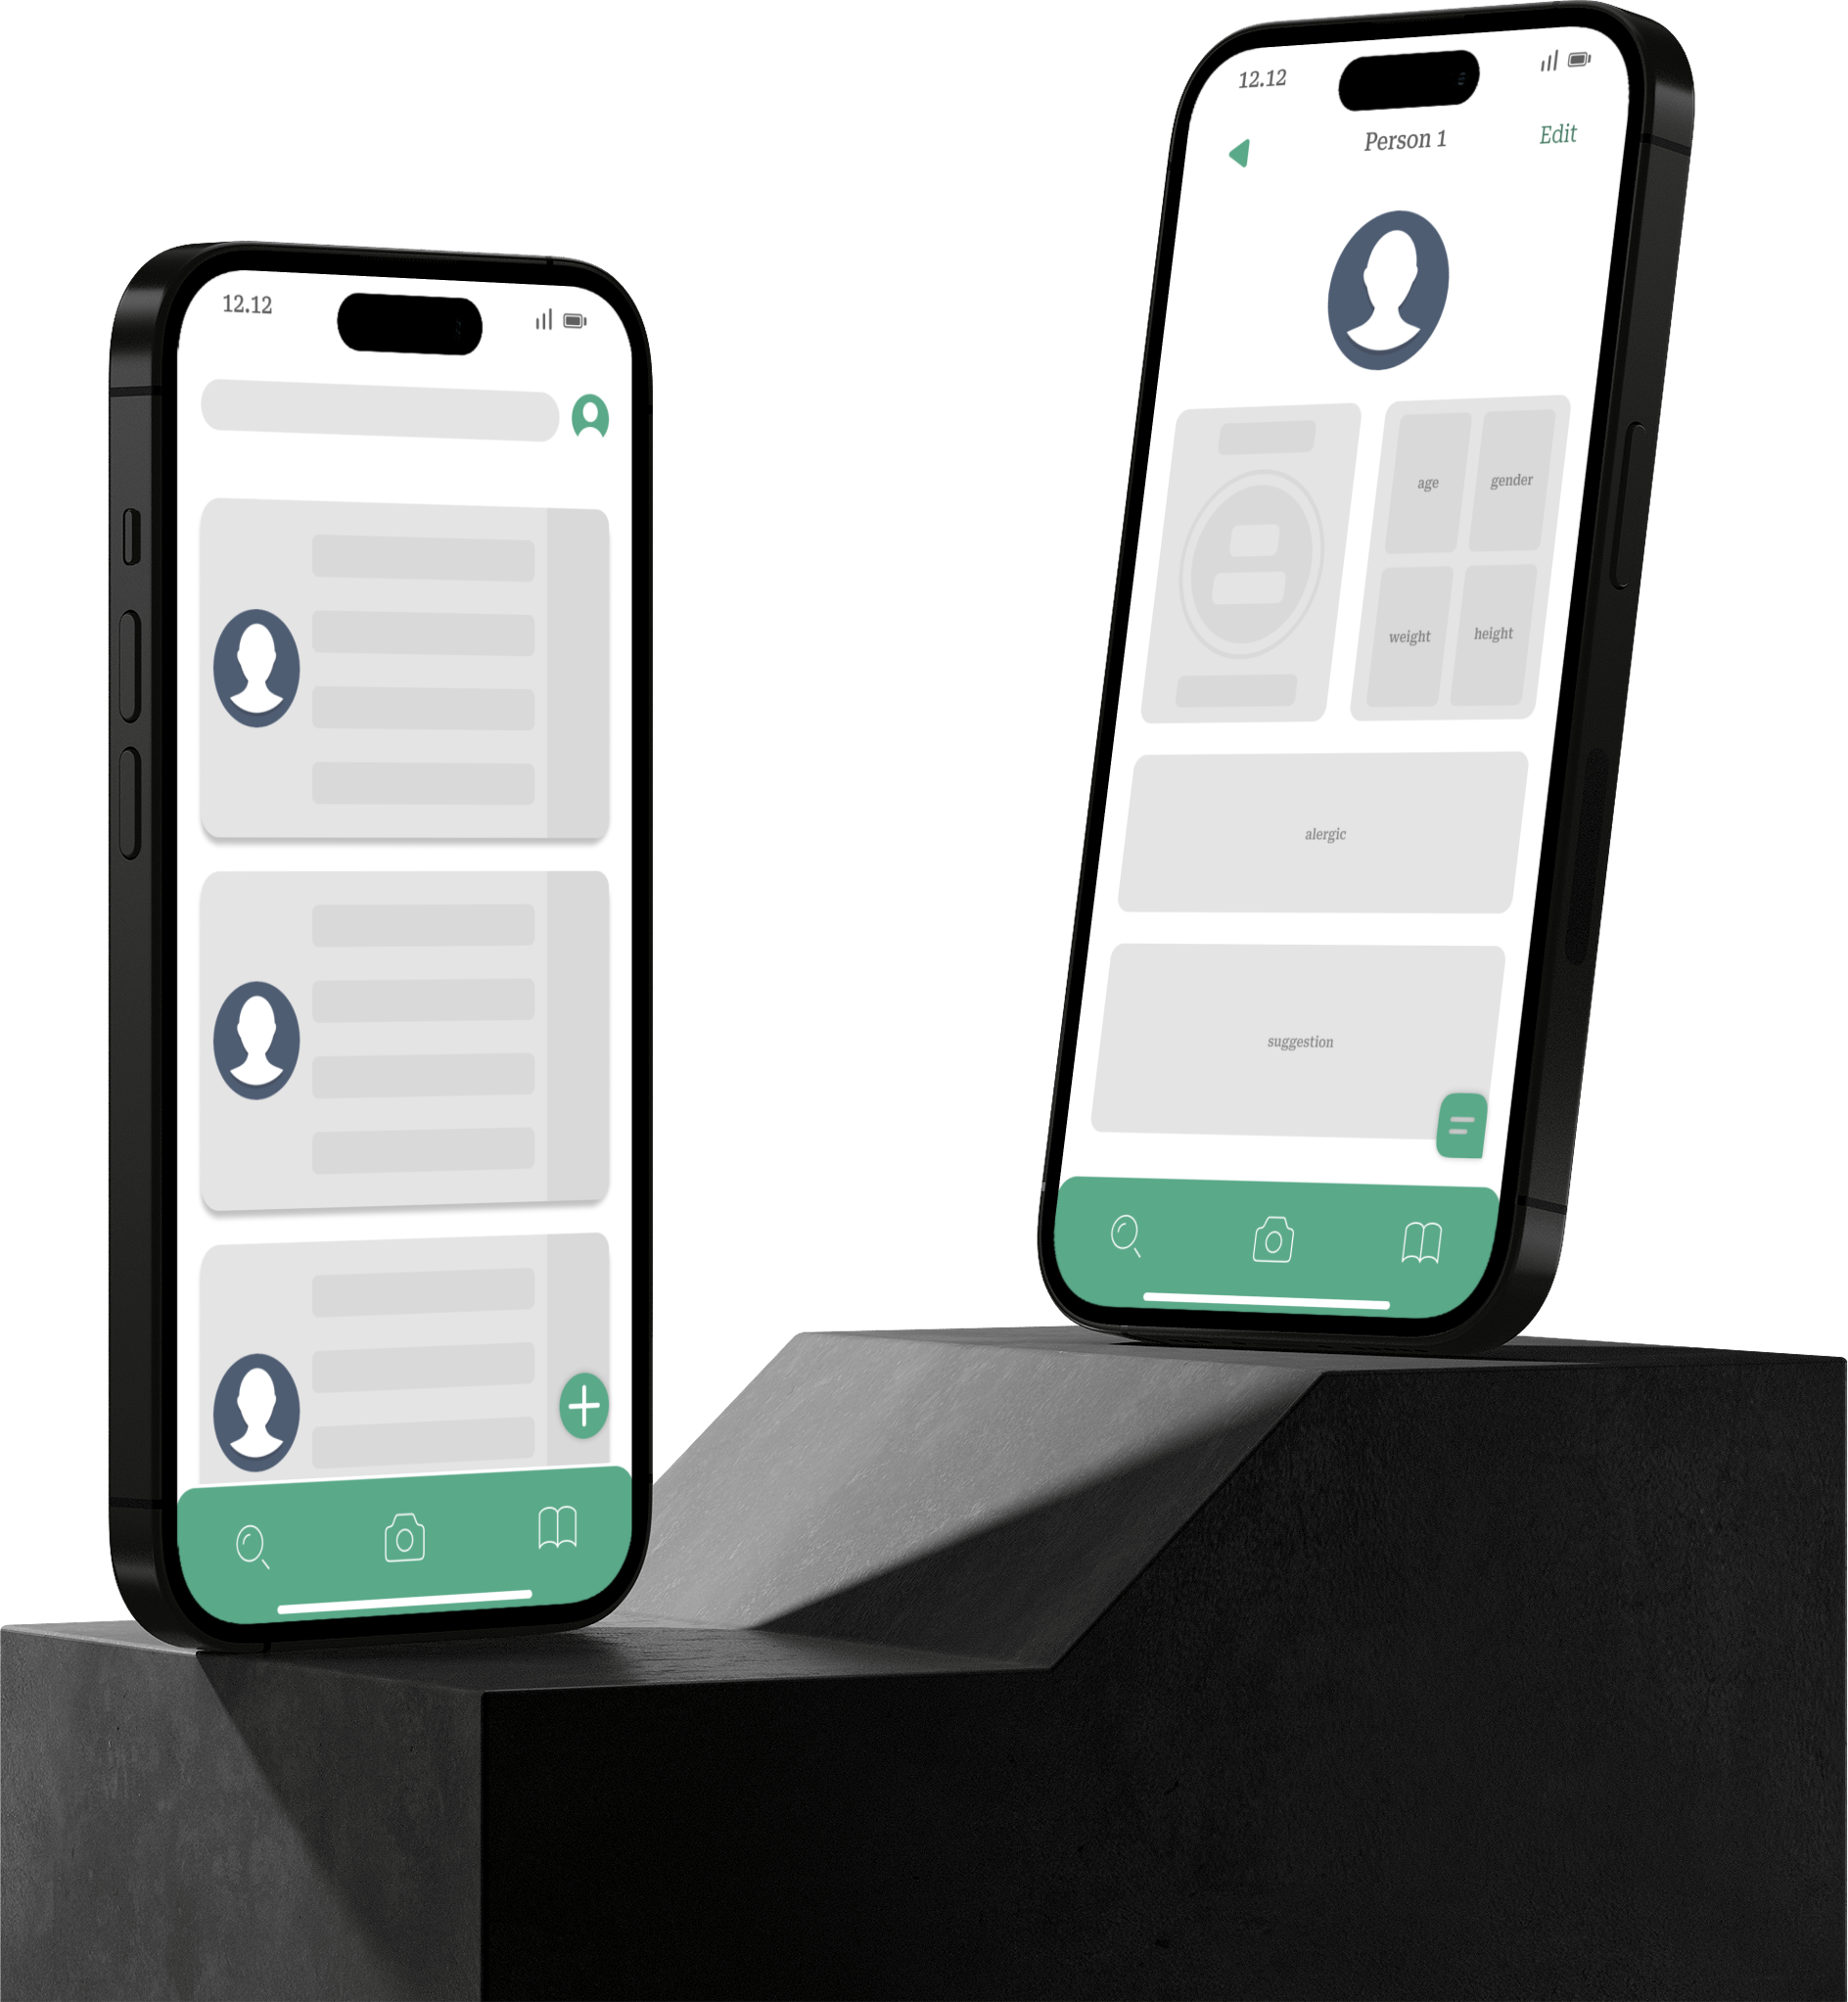 12.12
12.12
Person 1
Edit
age
gender
weight
height
alergic
suggestion